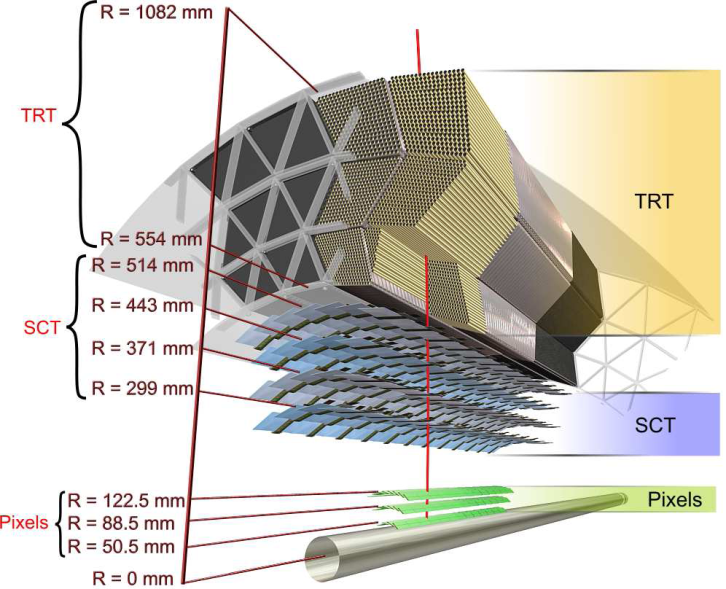 R = 1082 mm
TRT
TRT
R = 554 mm
R = 514 mm
R = 443 mm
SCT
R = 371 mm
R = 299 mm
SCT
R = 122.5 mm
Pixels
Pixels
R = 88.5 mm
R = 50.5 mm
R = 0 mm